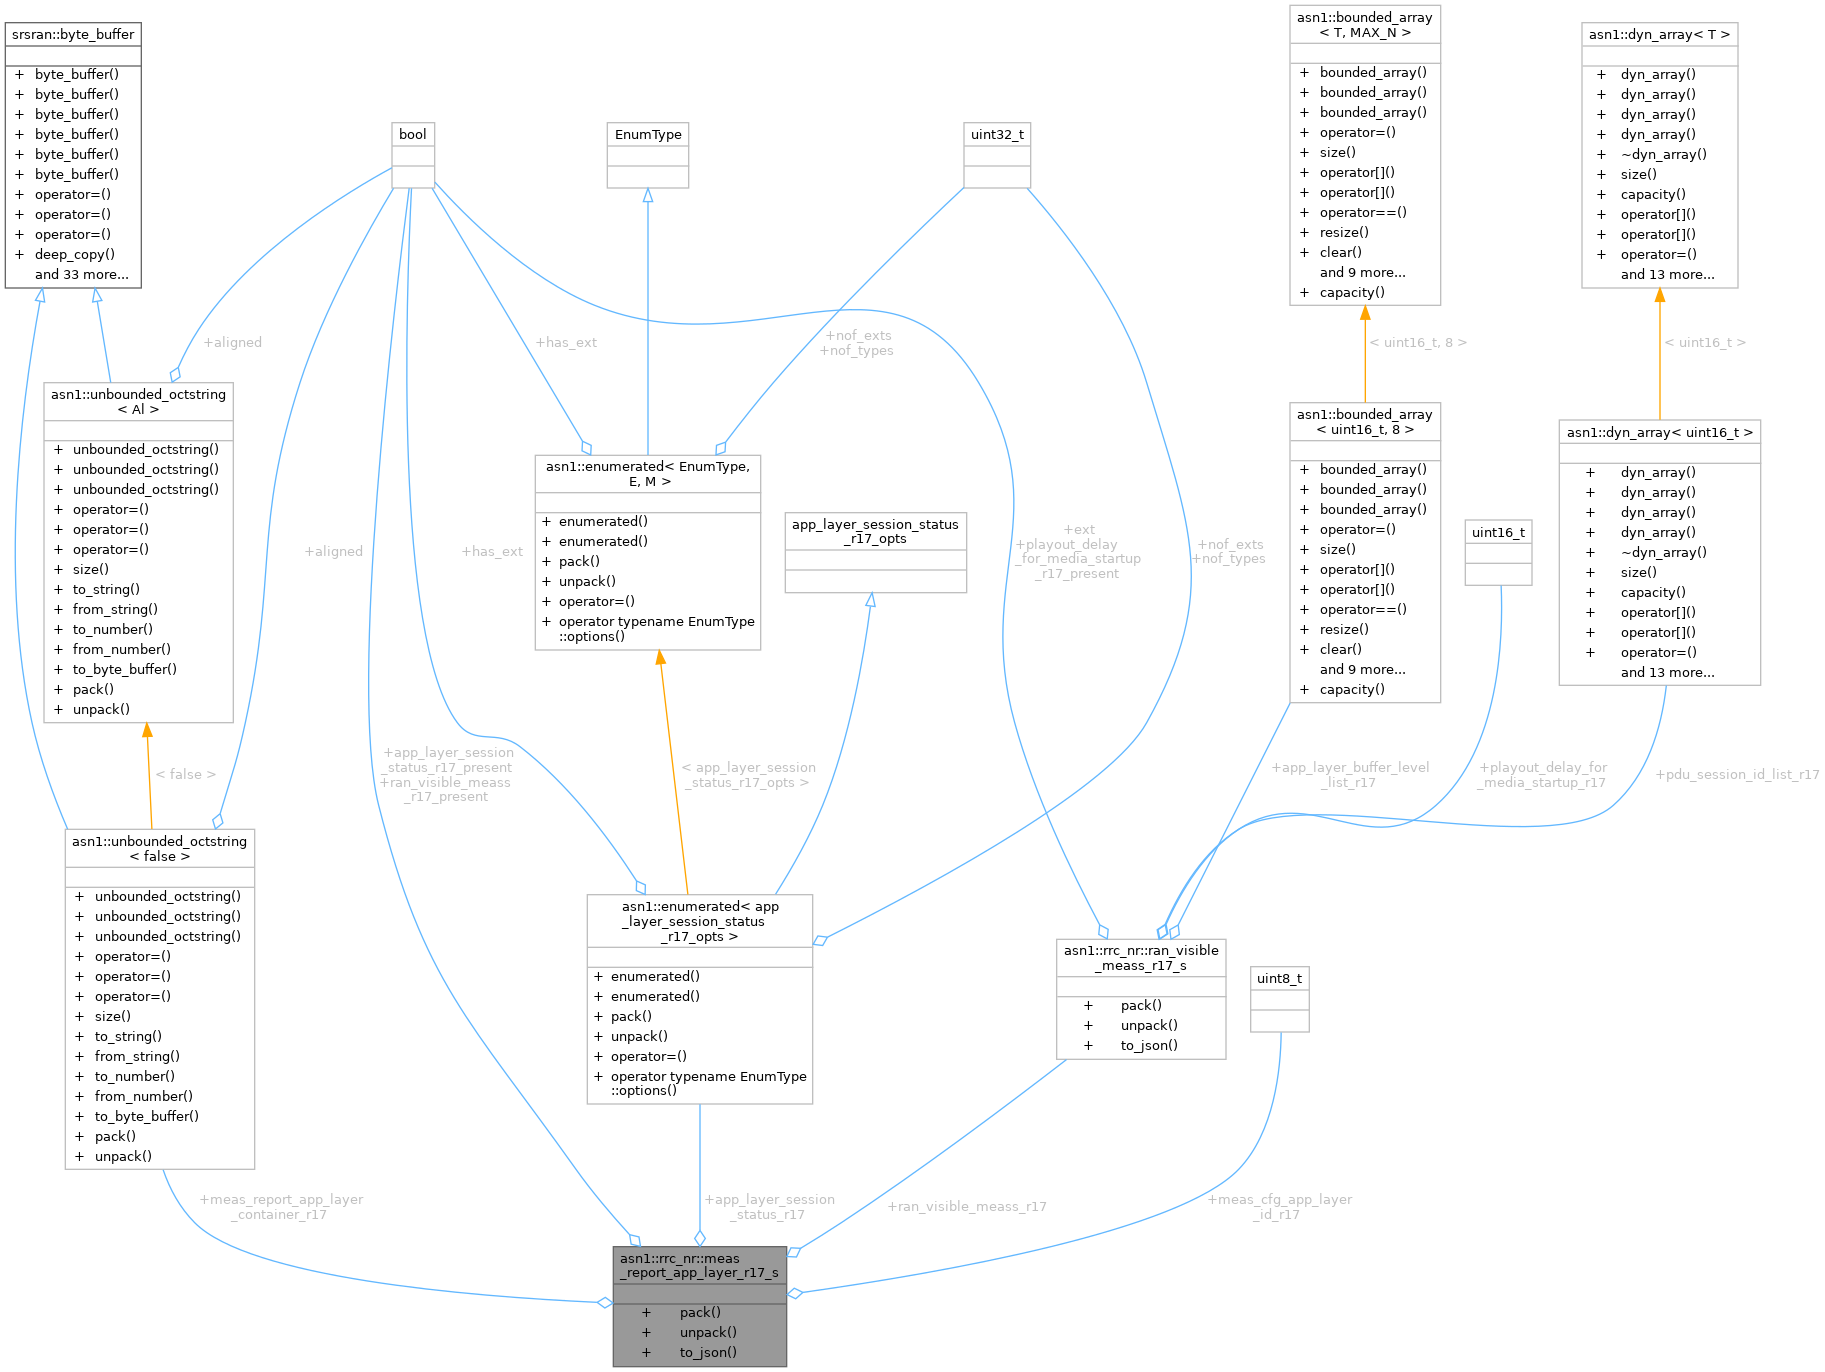 srsran::byte_buffer
+ byte_buffer()
+ byte_buffer()
+ byte_buffer()
+ byte_buffer()
+ byte_buffer()
+ byte_buffer()
+ operator=()
+ operator=()
+ operator=()
+ deep_copy()
and 33 more...
bool
EnumType
uint32_t
asn1::bounded_array
< T, MAX_N >
+ bounded_array()
+ bounded_array()
+ bounded_array()
+ operator=()
+ size()
+ operator[]()
+ operator[]()
+ operator==()
+ resize()
+ clear()
and 9 more...
+ capacity()
asn1::dyn_array< T >
+ dyn_array()
+ dyn_array()
+ dyn_array()
+ dyn_array()
+ ~dyn_array()
+ size()
+ capacity()
+ operator[]()
+ operator[]()
+ operator=()
and 13 more...
+aligned
+has_ext
+nof_exts
+nof_types
< uint16_t, 8 >
< uint16_t >
asn1::unbounded_octstring
< Al >
+ unbounded_octstring()
+ unbounded_octstring()
+ unbounded_octstring()
+ operator=()
+ operator=()
+ operator=()
+ size()
+ to_string()
+ from_string()
+ to_number()
+ from_number()
+ to_byte_buffer()
+ pack()
+ unpack()
+aligned
+has_ext
asn1::enumerated< EnumType,
E, M >
+ enumerated()
+ enumerated()
+ pack()
+ unpack()
+ operator=()
+ operator typename EnumType
::options()
app_layer_session_status
_r17_opts
+ext
+playout_delay
_for_media_startup
_r17_present
+nof_exts
+nof_types
asn1::bounded_array
< uint16_t, 8 >
+ bounded_array()
+ bounded_array()
+ bounded_array()
+ operator=()
+ size()
+ operator[]()
+ operator[]()
+ operator==()
+ resize()
+ clear()
and 9 more...
+ capacity()
uint16_t
asn1::dyn_array< uint16_t >
+ dyn_array()
+ dyn_array()
+ dyn_array()
+ dyn_array()
+ ~dyn_array()
+ size()
+ capacity()
+ operator[]()
+ operator[]()
+ operator=()
and 13 more...
< false >
+app_layer_session
_status_r17_present
+ran_visible_meass
_r17_present
< app_layer_session
_status_r17_opts >
+app_layer_buffer_level
_list_r17
+playout_delay_for
_media_startup_r17
+pdu_session_id_list_r17
asn1::unbounded_octstring
< false >
+ unbounded_octstring()
+ unbounded_octstring()
+ unbounded_octstring()
+ operator=()
+ operator=()
+ operator=()
+ size()
+ to_string()
+ from_string()
+ to_number()
+ from_number()
+ to_byte_buffer()
+ pack()
+ unpack()
asn1::enumerated< app
_layer_session_status
_r17_opts >
+ enumerated()
+ enumerated()
+ pack()
+ unpack()
+ operator=()
+ operator typename EnumType
::options()
asn1::rrc_nr::ran_visible
_meass_r17_s
+ pack()
+ unpack()
+ to_json()
uint8_t
+meas_report_app_layer
_container_r17
+app_layer_session
_status_r17
+ran_visible_meass_r17
+meas_cfg_app_layer
_id_r17
asn1::rrc_nr::meas
_report_app_layer_r17_s
+ pack()
+ unpack()
+ to_json()